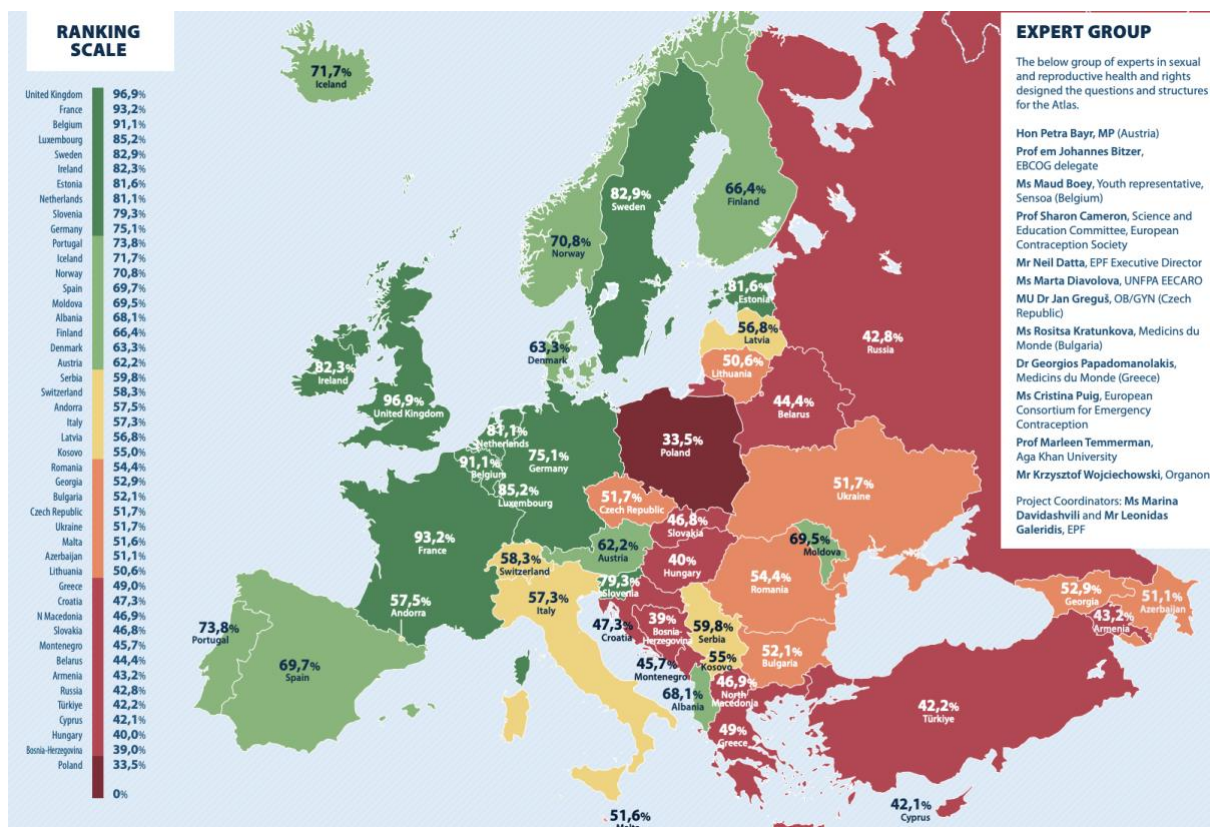 RANKING
SCALE
United Kingdom 96,9%
France 93,2%
Belgium 91,1%
Luxembourg 85,2%
Sweden 82,9%
Ireland 82,3%
Estonia 81,6%
Netherlands 81,1%
Slovenia 79,3%
Germany 75,1%
Portugal 73,8%
Iceland 71,7%
Norway 70,8%
Spain 69,7%
Moldova 69,5%
Albania 68,1%
Finland 66,4%
Denmark 63,3%
Austria 62,2%
Serbia 59,8%
Switzerland 58,3%
Andorra 57,5%
Italy 57,3%
Latvia 56,8%
Kosovo 55,0%
Romania 54,4%
Georgia 52,9%
Bulgaria 52,1%
Czech Republic 51,7%
Ukraine 51,7%
Malta 51,6%
Azerbaijan 51,1%
Lithuania 50,6%
Greece 49,0%
Croatia 47,3%
N Macedonia 46,9%
Slovakia 46,8%
Montenegro 45,7%
Belarus 44,4%
Armenia 43,2%
Russia 42,8%
Türkiye 42,2%
Cyprus 42,1%
Hungary 40,0%
Bosnia-Herzegovina 39,0%
Poland 33,5%
0%
71,7%
Iceland
82,9%
Sweden
66,4%
Finland
70,8%
Norway
81,6%
Estonia
56,8%
Latvia
63,3%
Denmark
50,6%
Lithuania
42,8%
Russia
82,3%
Ireland
96,9%
United Kingdom
44,4%
Belarus
81,1%
Netherlands
33,5%
Poland
75,1%
Germany
91,1%
Belgium
85,2%
Luxembourg
51,7%
Czech Republic
51,7%
Ukraine
46,8%
Slovakia
93,2%
France
62,2%
Austria
69,5%
Moldova
58,3%
Switzerland
40%
Hungary
79,3%
Slovenia
54,4%
Romania
57,5%
Andorra
57,3%
Italy
52,9%
Georgia
51,1%
Azerbaijan
43,2%
Armenia
73,8%
Portugal
47,3%
Croatia
39%
Bosnia-
Herzegovina
59,8%
Serbia
69,7%
Spain
45,7%
Montenegro
55%
Kosovo
52,1%
Bulgaria
68,1%
Albania
46,9%
North
Macedonia
49%
Greece
42,2%
Türkiye
51,6%
Malta
42,1%
Cyprus
EXPERT GROUP
The below group of experts in sexual
and reproductive health and rights
designed the questions and structures
for the Atlas.
Hon Petra Bayr, MP (Austria)
Prof em Johannes Bitzer,
EBCOG delegate
Ms Maud Boey, Youth representative,
Sensoa (Belgium)
Prof Sharon Cameron, Science and
Education Committee, European
Contraception Society
Mr Neil Datta, EPF Executive Director
Ms Marta Diavolova, UNFPA EECARO
MU Dr Jan Greguš, OB/GYN (Czech
Republic)
Ms Rositsa Kratunkova, Medicins du
Monde (Bulgaria)
Dr Georgios Papadomanolakis,
Medicins du Monde (Greece)
Ms Cristina Puig, European
Consortium for Emergency
Contraception
Prof Marleen Temmerman,
Aga Khan University
Mr Krzysztof Wojciechowski, Organon
Project Coordinators: Ms Marina
Davidashvili and Mr Leonidas
Galeridis, EPF